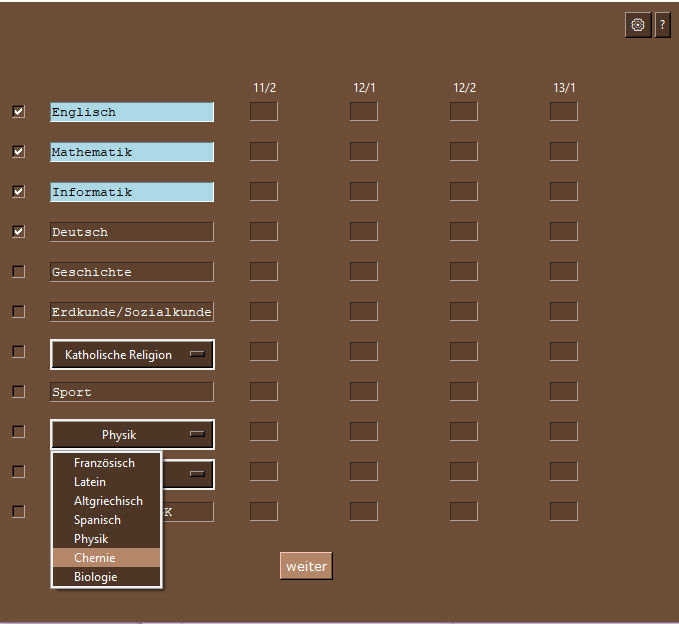 ?
11/2 12/1 12/2 13/1
Englisch
Mathematik
Informatik
Deutsch
Geschichte
Erdkunde/Sozialkunde
Katholische Religion
Sport
Physik
Französisch
Latein
Altgriechisch
Spanisch
Physik
Chemie
Biologie
K
weiter